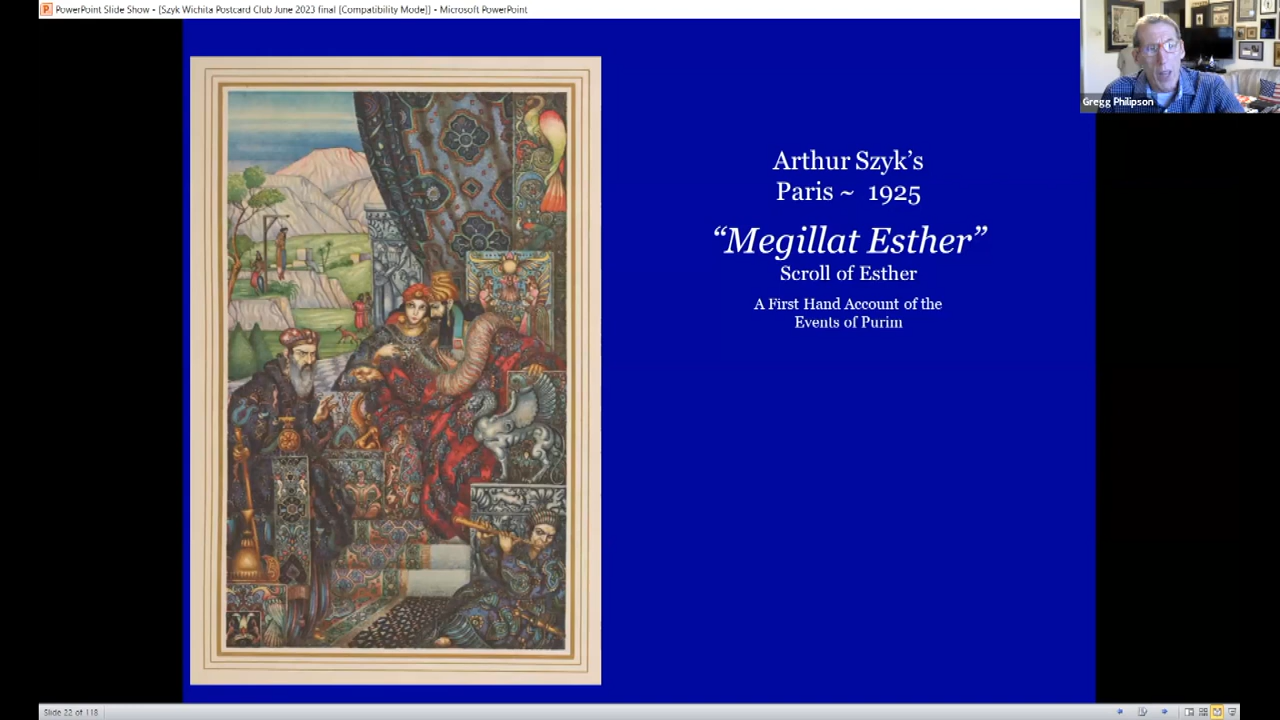 PowerPoint Slide Show - [Szyk Wichita Postcard Club June 2023 final [Compatibility Mode]] - Microsoft PowerPoint
Gregg Philipson
Arthur Szyk’s
Paris ~ 1925
“Megillat Esther”
Scroll of Esther
A First Hand Account of the
Events of Purim
Slide 22 of 118